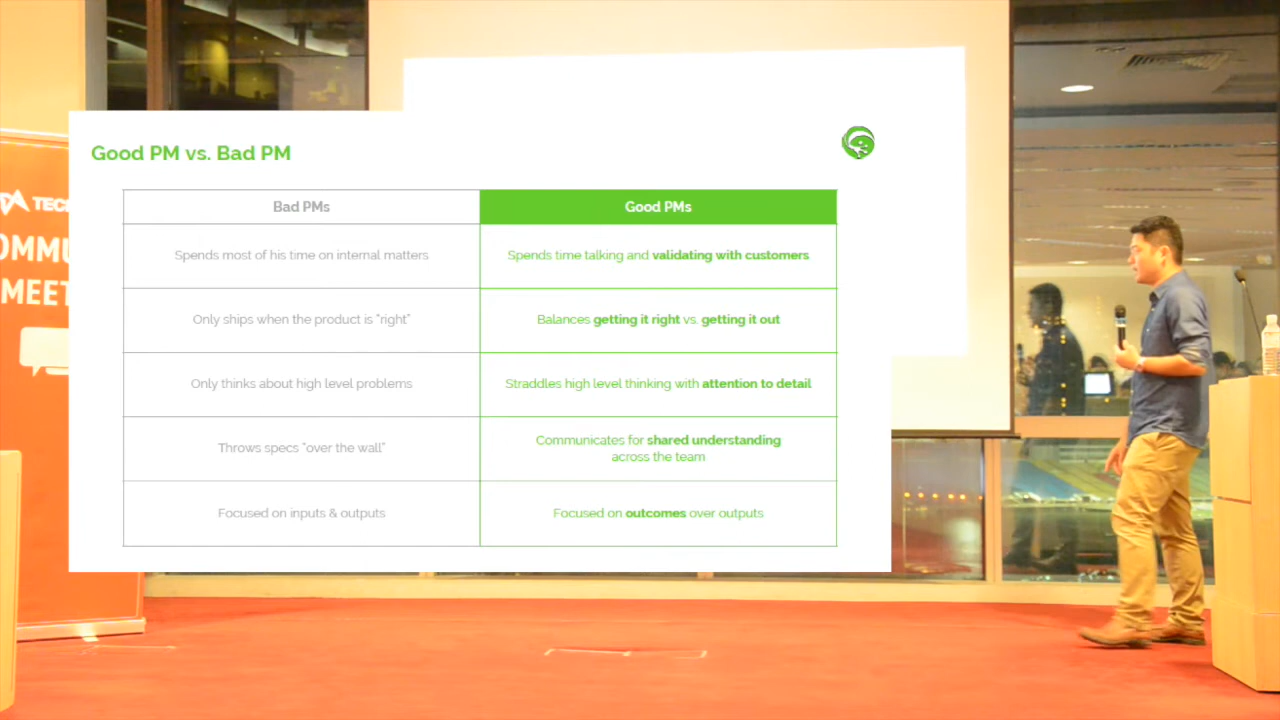 Good PM vs. Bad PM
Bad PMs
Good PMs
Spends most of his time on internal matters
Spends time talking and validating with customers
Only ships when the product is "right"
Balances getting it right vs. getting it out
Only thinks about high level problems
Straddles high level thinking with attention to detail
Throws specs "over the wall"
Communicates for shared understanding
across the team
Focused on inputs & outputs
Focused on outcomes over outputs
MEET